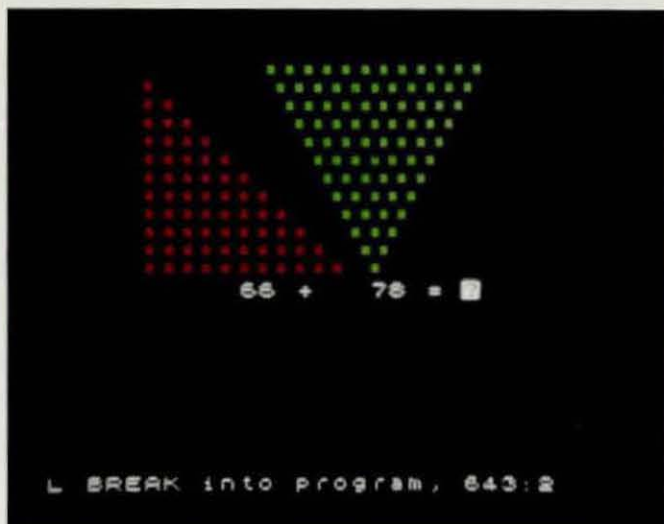 66 + 78 = ?
L BREAK into program, 643:2